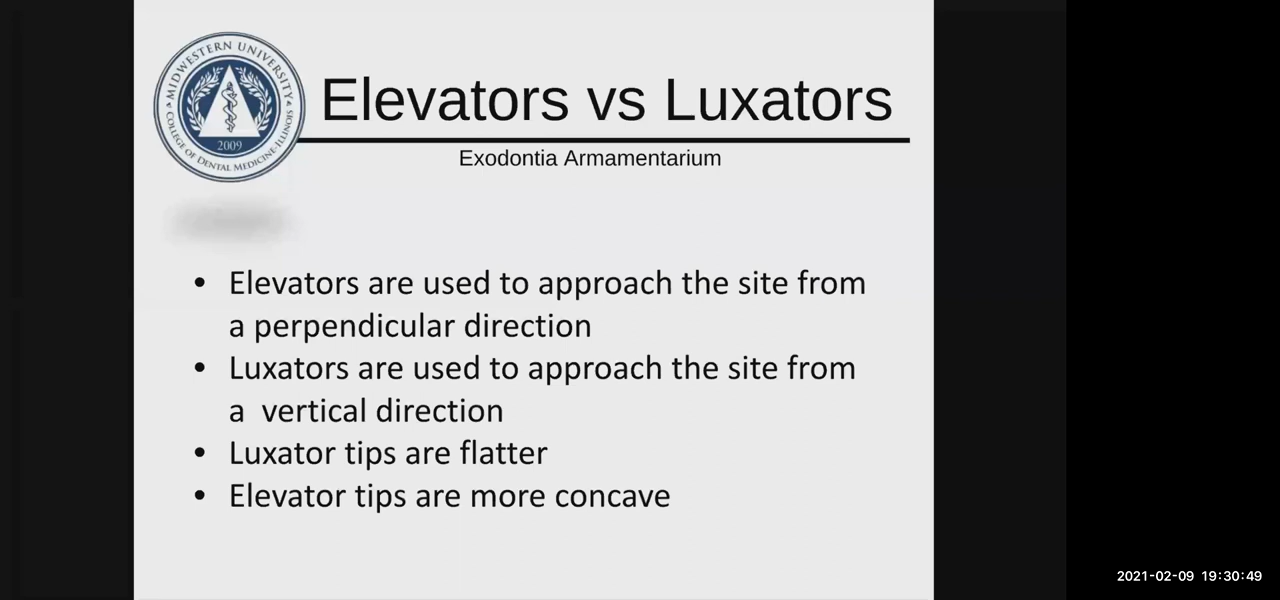 MIDWESTERN UNIVERSITY
2009
COLLEGE OF DENTAL MEDICINE-ILLINOIS
Elevators vs Luxators
Exodontia Armamentarium
• Elevators are used to approach the site from
a perpendicular direction
• Luxators are used to approach the site from
a  vertical direction
• Luxator tips are flatter
• Elevator tips are more concave
2021-02-09 19:30:49